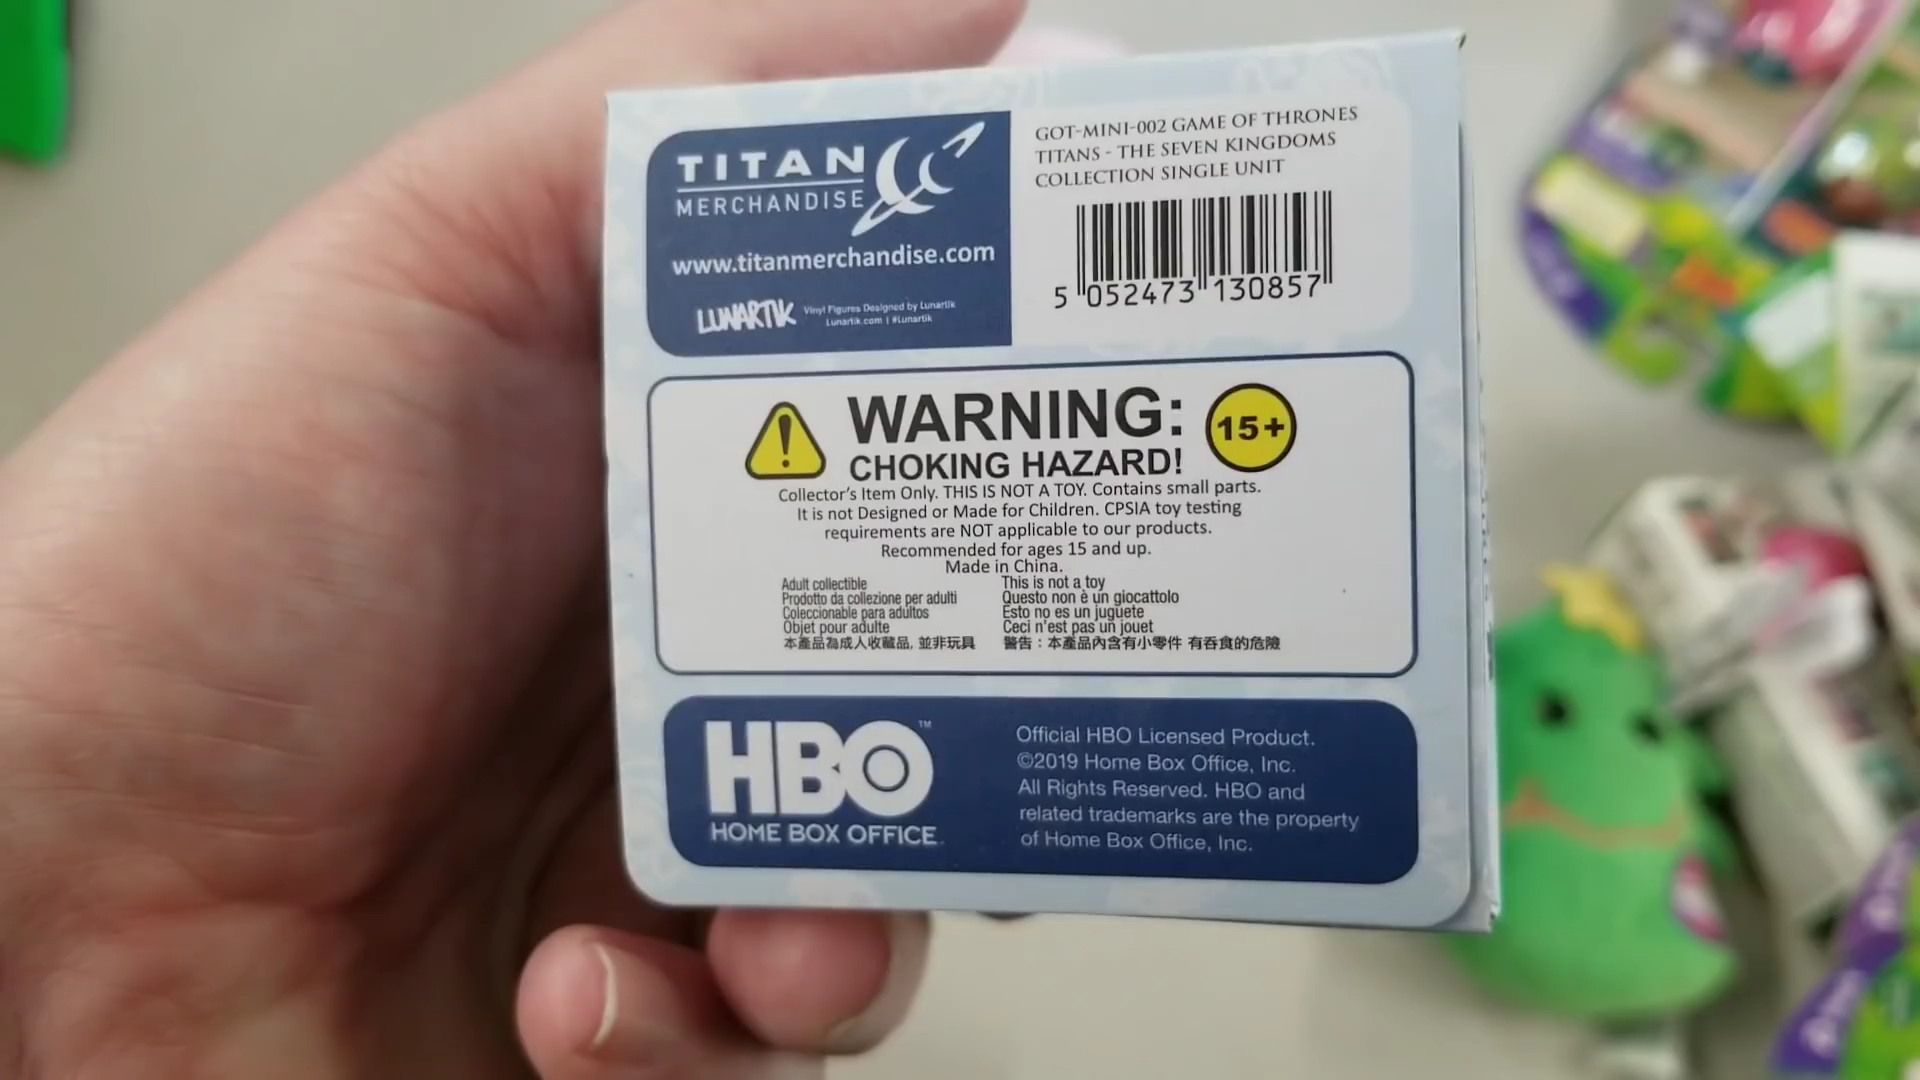 TITAN
MERCHANDISE
www.titanmerchandise.com
LUNARTIK
Vinyl Figures Designed by Lunartik
Lunartik.com | #Lunartik
GOT-MINI-002 GAME OF THRONES
TITANS - THE SEVEN KINGDOMS
COLLECTION SINGLE UNIT
5 052473 130857
WARNING:
CHOKING HAZARD!
15+
Collector's Item Only. THIS IS NOT A TOY. Contains small parts.
It is not Designed or Made for Children. CPSIA toy testing
requirements are NOT applicable to our products.
Recommended for ages 15 and up.
Made in China.
Adult collectible
Prodotto da collezione per adulti
Coleccionable para adultos
Objet pour adulte
本產品為成人收藏品, 並非玩具
This is not a toy
Questo non è un giocattolo
Esto no es un juguete
Ceci n'est pas un jouet
警告：本產品內含有小零件 有吞食的危險
HBO™
HOME BOX OFFICE
Official HBO Licensed Product.
©2019 Home Box Office, Inc.
All Rights Reserved. HBO and
related trademarks are the property
of Home Box Office, Inc.